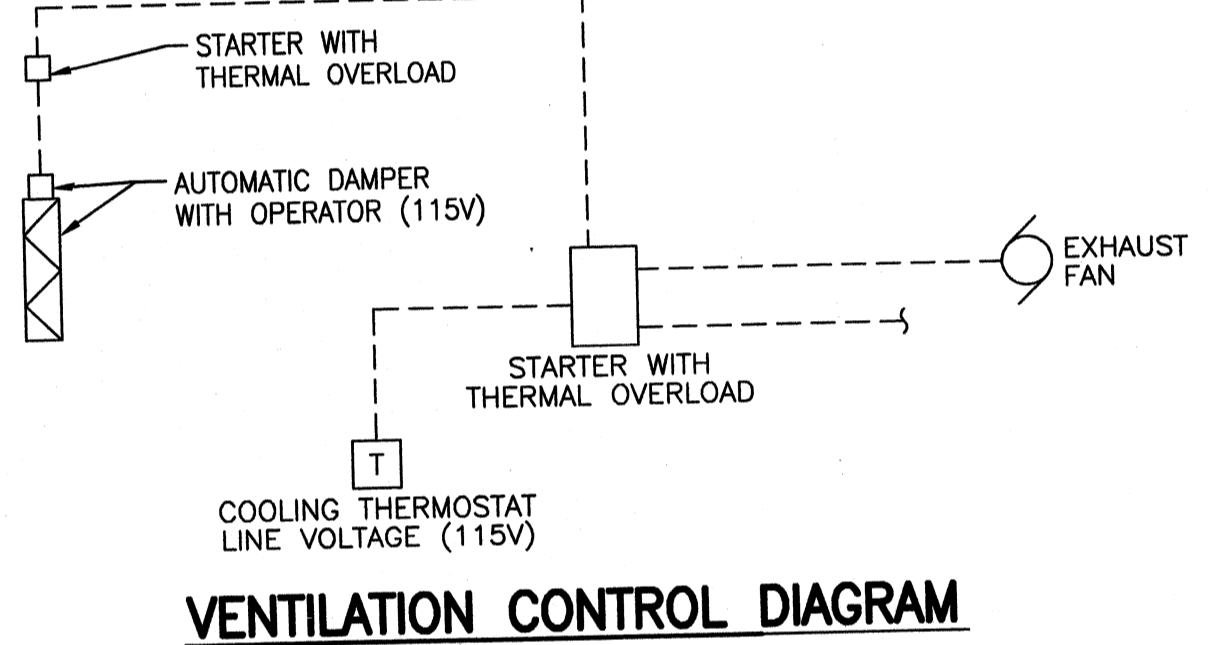 STARTER WITH
THERMAL OVERLOAD
AUTOMATIC DAMPER
WITH OPERATOR (115V)
EXHAUST
FAN
STARTER WITH
THERMAL OVERLOAD
T
COOLING THERMOSTAT
LINE VOLTAGE (115V)
VENTILATION CONTROL DIAGRAM